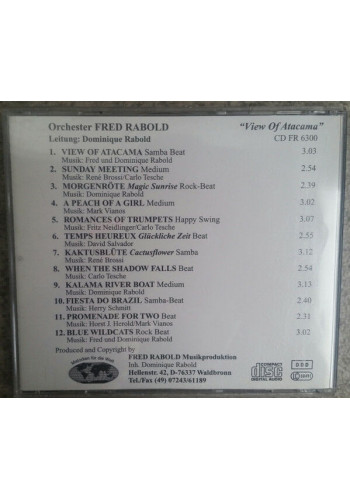 Orchester FRED RABOLD "View Of Atacama"
Leitung: Dominique Rabold CD FR 6300
1. VIEW OF ATACAMA Samba Beat 3.03
Musik: Fred und Dominique Rabold
2. SUNDAY MEETING Medium 2.54
Musik: René Brossi/Carlo Tesche
3. MORGENRÖTE Magic Sunrise Rock-Beat 2.39
Musik: Dominique Rabold
4. A PEACH OF A GIRL Medium 3.02
Musik: Mark Vianos
5. ROMANCES OF TRUMPETS Happy Swing 3.07
Musik: Fritz Neidlinger/Carlo Tesche
6. TEMPS HEUREUX Glückliche Zeit Beat 2.55
Musik: David Salvador
7. KAKTUSBLÜTE Cactusflower Samba 3.12
Musik: René Brossi
8. WHEN THE SHADOW FALLS Beat 2.54
Musik: Carlo Tesche
9. KALAMA RIVER BOAT Medium 3.13
Musik: Dominique Rabold
10. FIESTA DO BRAZIL Samba-Beat 2.40
Musik: Herry Schmitt
11. PROMENADE FOR TWO Beat 2.31
Musik: Horst J. Herold/Mark Vianos
12. BLUE WILDCATS Rock Beat 3.02
Musik: Fred und Dominique Rabold
Produced and Copyright by
FRED RABOLD Musikproduktion
Inh. Dominique Rabold
Heßenstr. 42, D-76337 Waldbronn
Tel./Fax (49) 07243/61189
COMPACT
disc
DIGITAL AUDIO
DDD